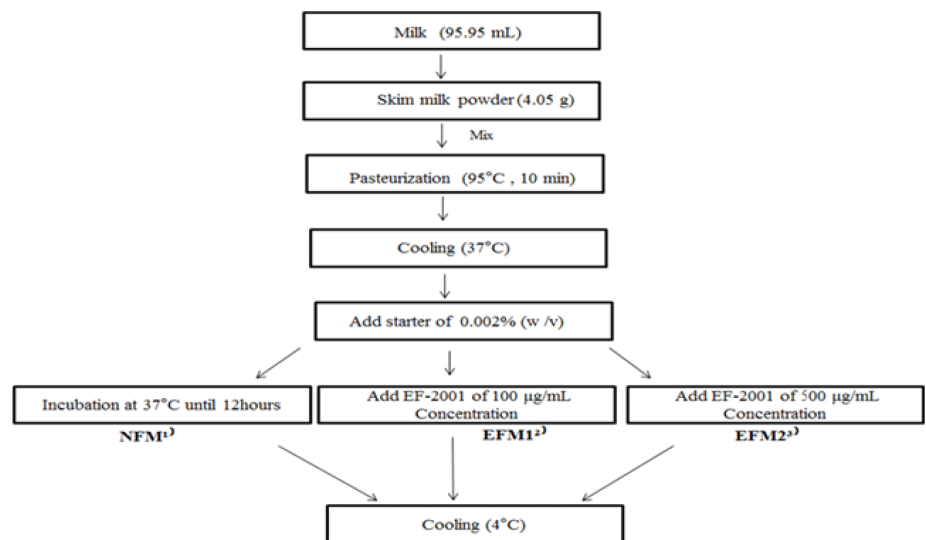 Milk (95.95 mL)
Skim milk powder (4.05 g)
Mix
Pasteurization (95°C , 10 min)
Cooling (37°C)
Add starter of 0.002% (w /v)
Incubation at 37°C until 12hours
NFM¹⁾
Add EF-2001 of 100 μg/mL
Concentration
EFM1²⁾
Add EF-2001 of 500 μg/mL
Concentration
EFM2³⁾
Cooling (4°C)